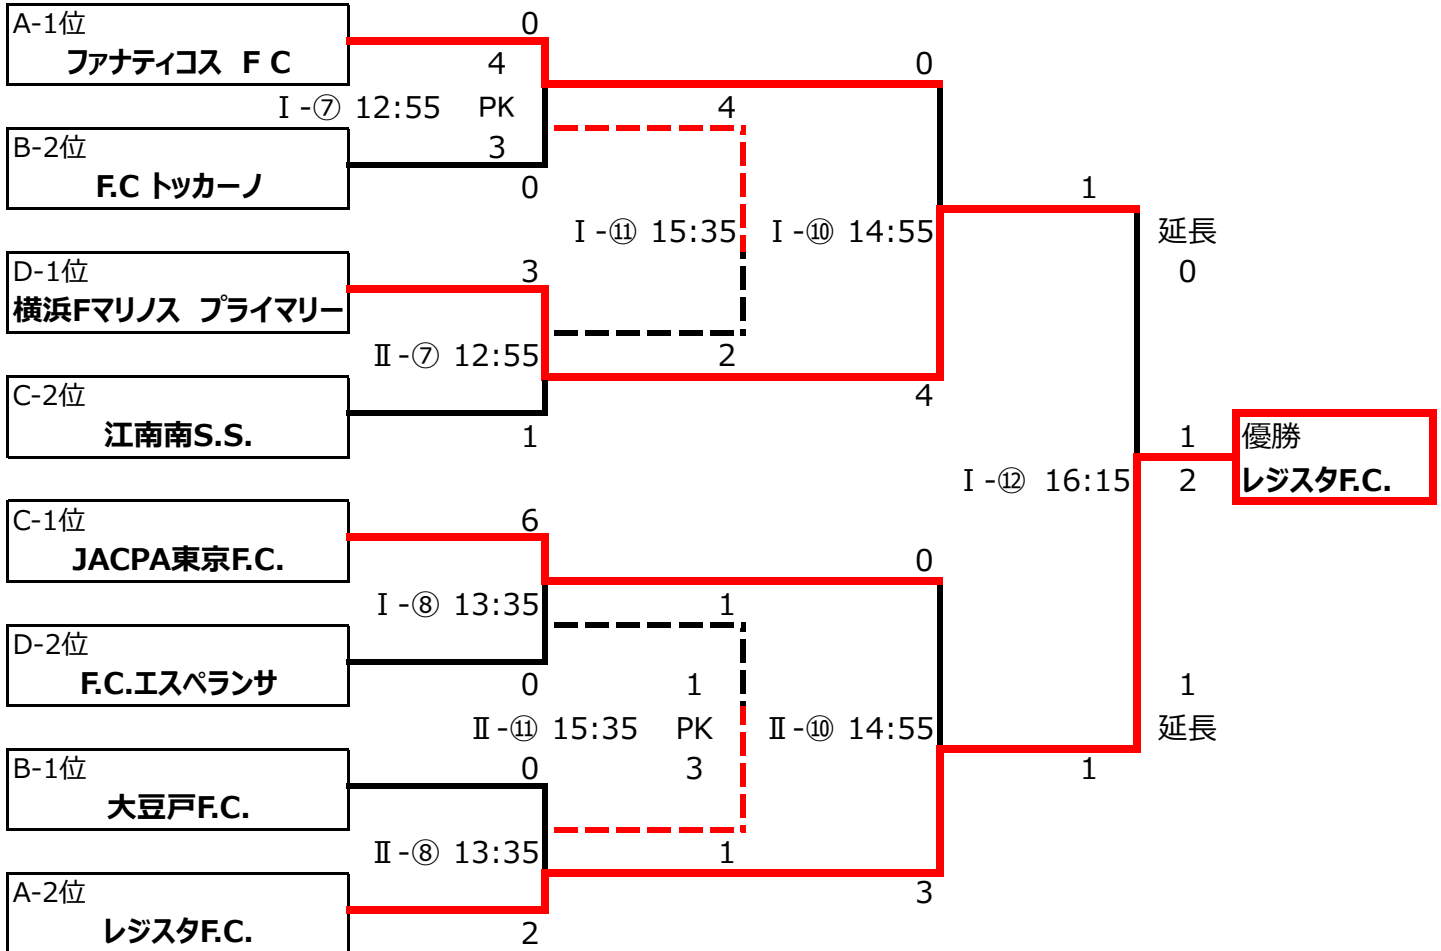 A-1位
0
ファナティコス ＦＣ
4
0
Ⅰ-⑦ 12:55 PK
4
B-2位
3
F.C トッカーノ
0
1
Ⅰ-⑪ 15:35
Ⅰ-⑩ 14:55
延長
D-1位
3
0
横浜Fマリノス プライマリー
Ⅱ-⑦ 12:55
2
C-2位
4
江南南S.S.
1
1
優勝
Ⅰ-⑫ 16:15
2
レジスタF.C.
C-1位
6
JACPA東京F.C.
0
Ⅰ-⑧ 13:35
1
D-2位
F.C.エスペランサ
0
1
1
Ⅱ-⑪ 15:35 PK
Ⅱ-⑩ 14:55
延長
B-1位
0
3
1
大豆戸F.C.
Ⅱ-⑧ 13:35
1
A-2位
3
レジスタF.C.
2